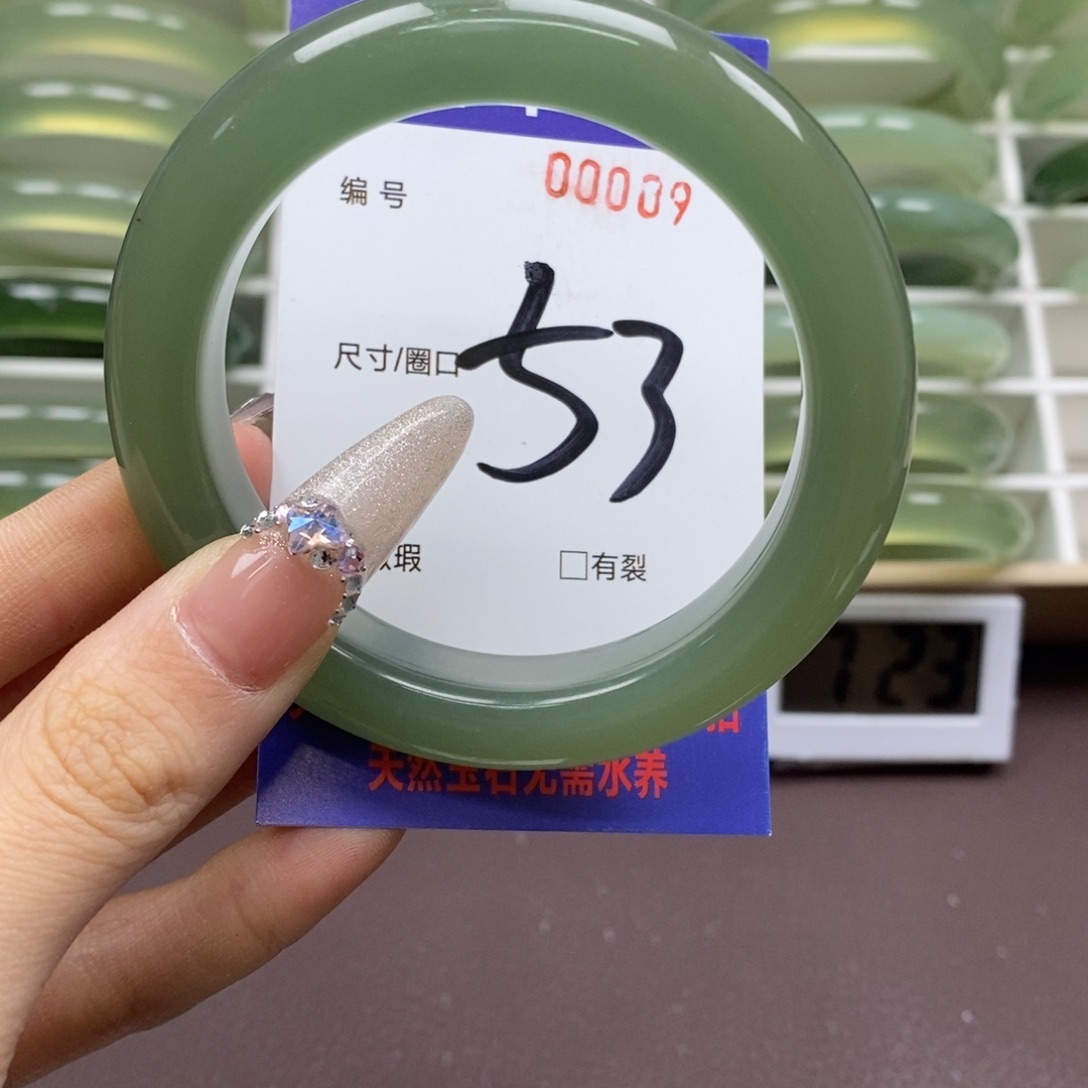 编号 00009
尺寸/圈口 53
瑕 □有裂
天然玉石无需水养
723